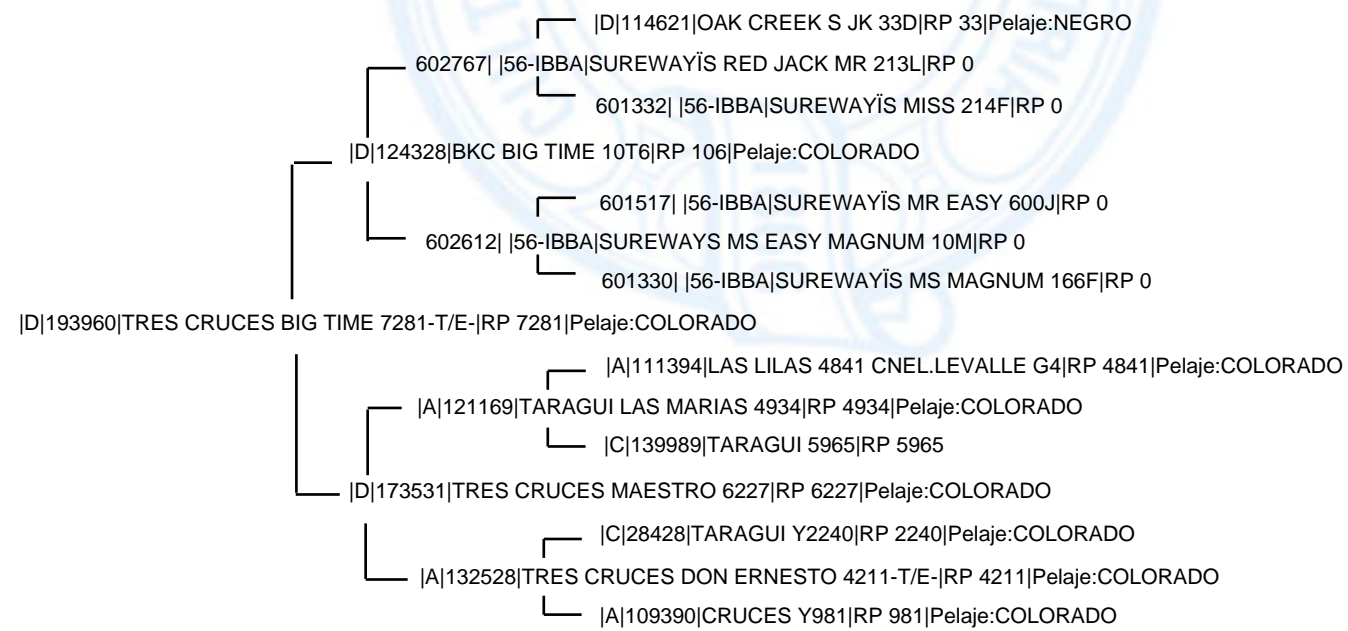 |D|114621|OAK CREEK S JK 33D|RP 33|Pelaje:NEGRO
602767| |56-IBBA|SUREWAYÏS RED JACK MR 213L|RP 0
601332| |56-IBBA|SUREWAYÏS MISS 214F|RP 0
|D|124328|BKC BIG TIME 10T6|RP 106|Pelaje:COLORADO
601517| |56-IBBA|SUREWAYÏS MR EASY 600J|RP 0
602612| |56-IBBA|SUREWAYS MS EASY MAGNUM 10M|RP 0
601330| |56-IBBA|SUREWAYÏS MS MAGNUM 166F|RP 0
|D|193960|TRES CRUCES BIG TIME 7281-T/E-|RP 7281|Pelaje:COLORADO
|A|111394|LAS LILAS 4841 CNEL.LEVALLE G4|RP 4841|Pelaje:COLORADO
|A|121169|TARAGUI LAS MARIAS 4934|RP 4934|Pelaje:COLORADO
|C|139989|TARAGUI 5965|RP 5965
|D|173531|TRES CRUCES MAESTRO 6227|RP 6227|Pelaje:COLORADO
|C|28428|TARAGUI Y2240|RP 2240|Pelaje:COLORADO
|A|132528|TRES CRUCES DON ERNESTO 4211-T/E-|RP 4211|Pelaje:COLORADO
|A|109390|CRUCES Y981|RP 981|Pelaje:COLORADO